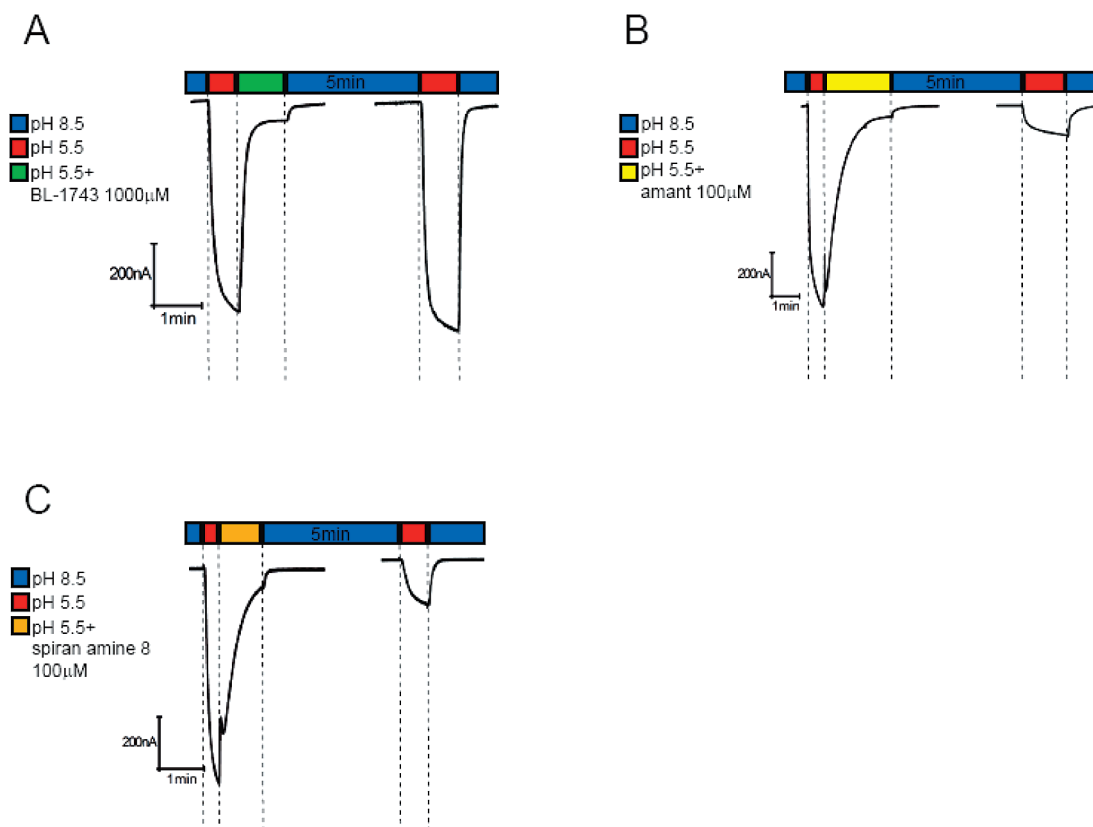 A
5min
pH 8.5
pH 5.5
pH 5.5+
BL-1743 1000μM
200nA
1min
B
5min
pH 8.5
pH 5.5
pH 5.5+
amant 100μM
200nA
1min
C
5min
pH 8.5
pH 5.5
pH 5.5+
spiran amine 8
100μM
200nA
1min